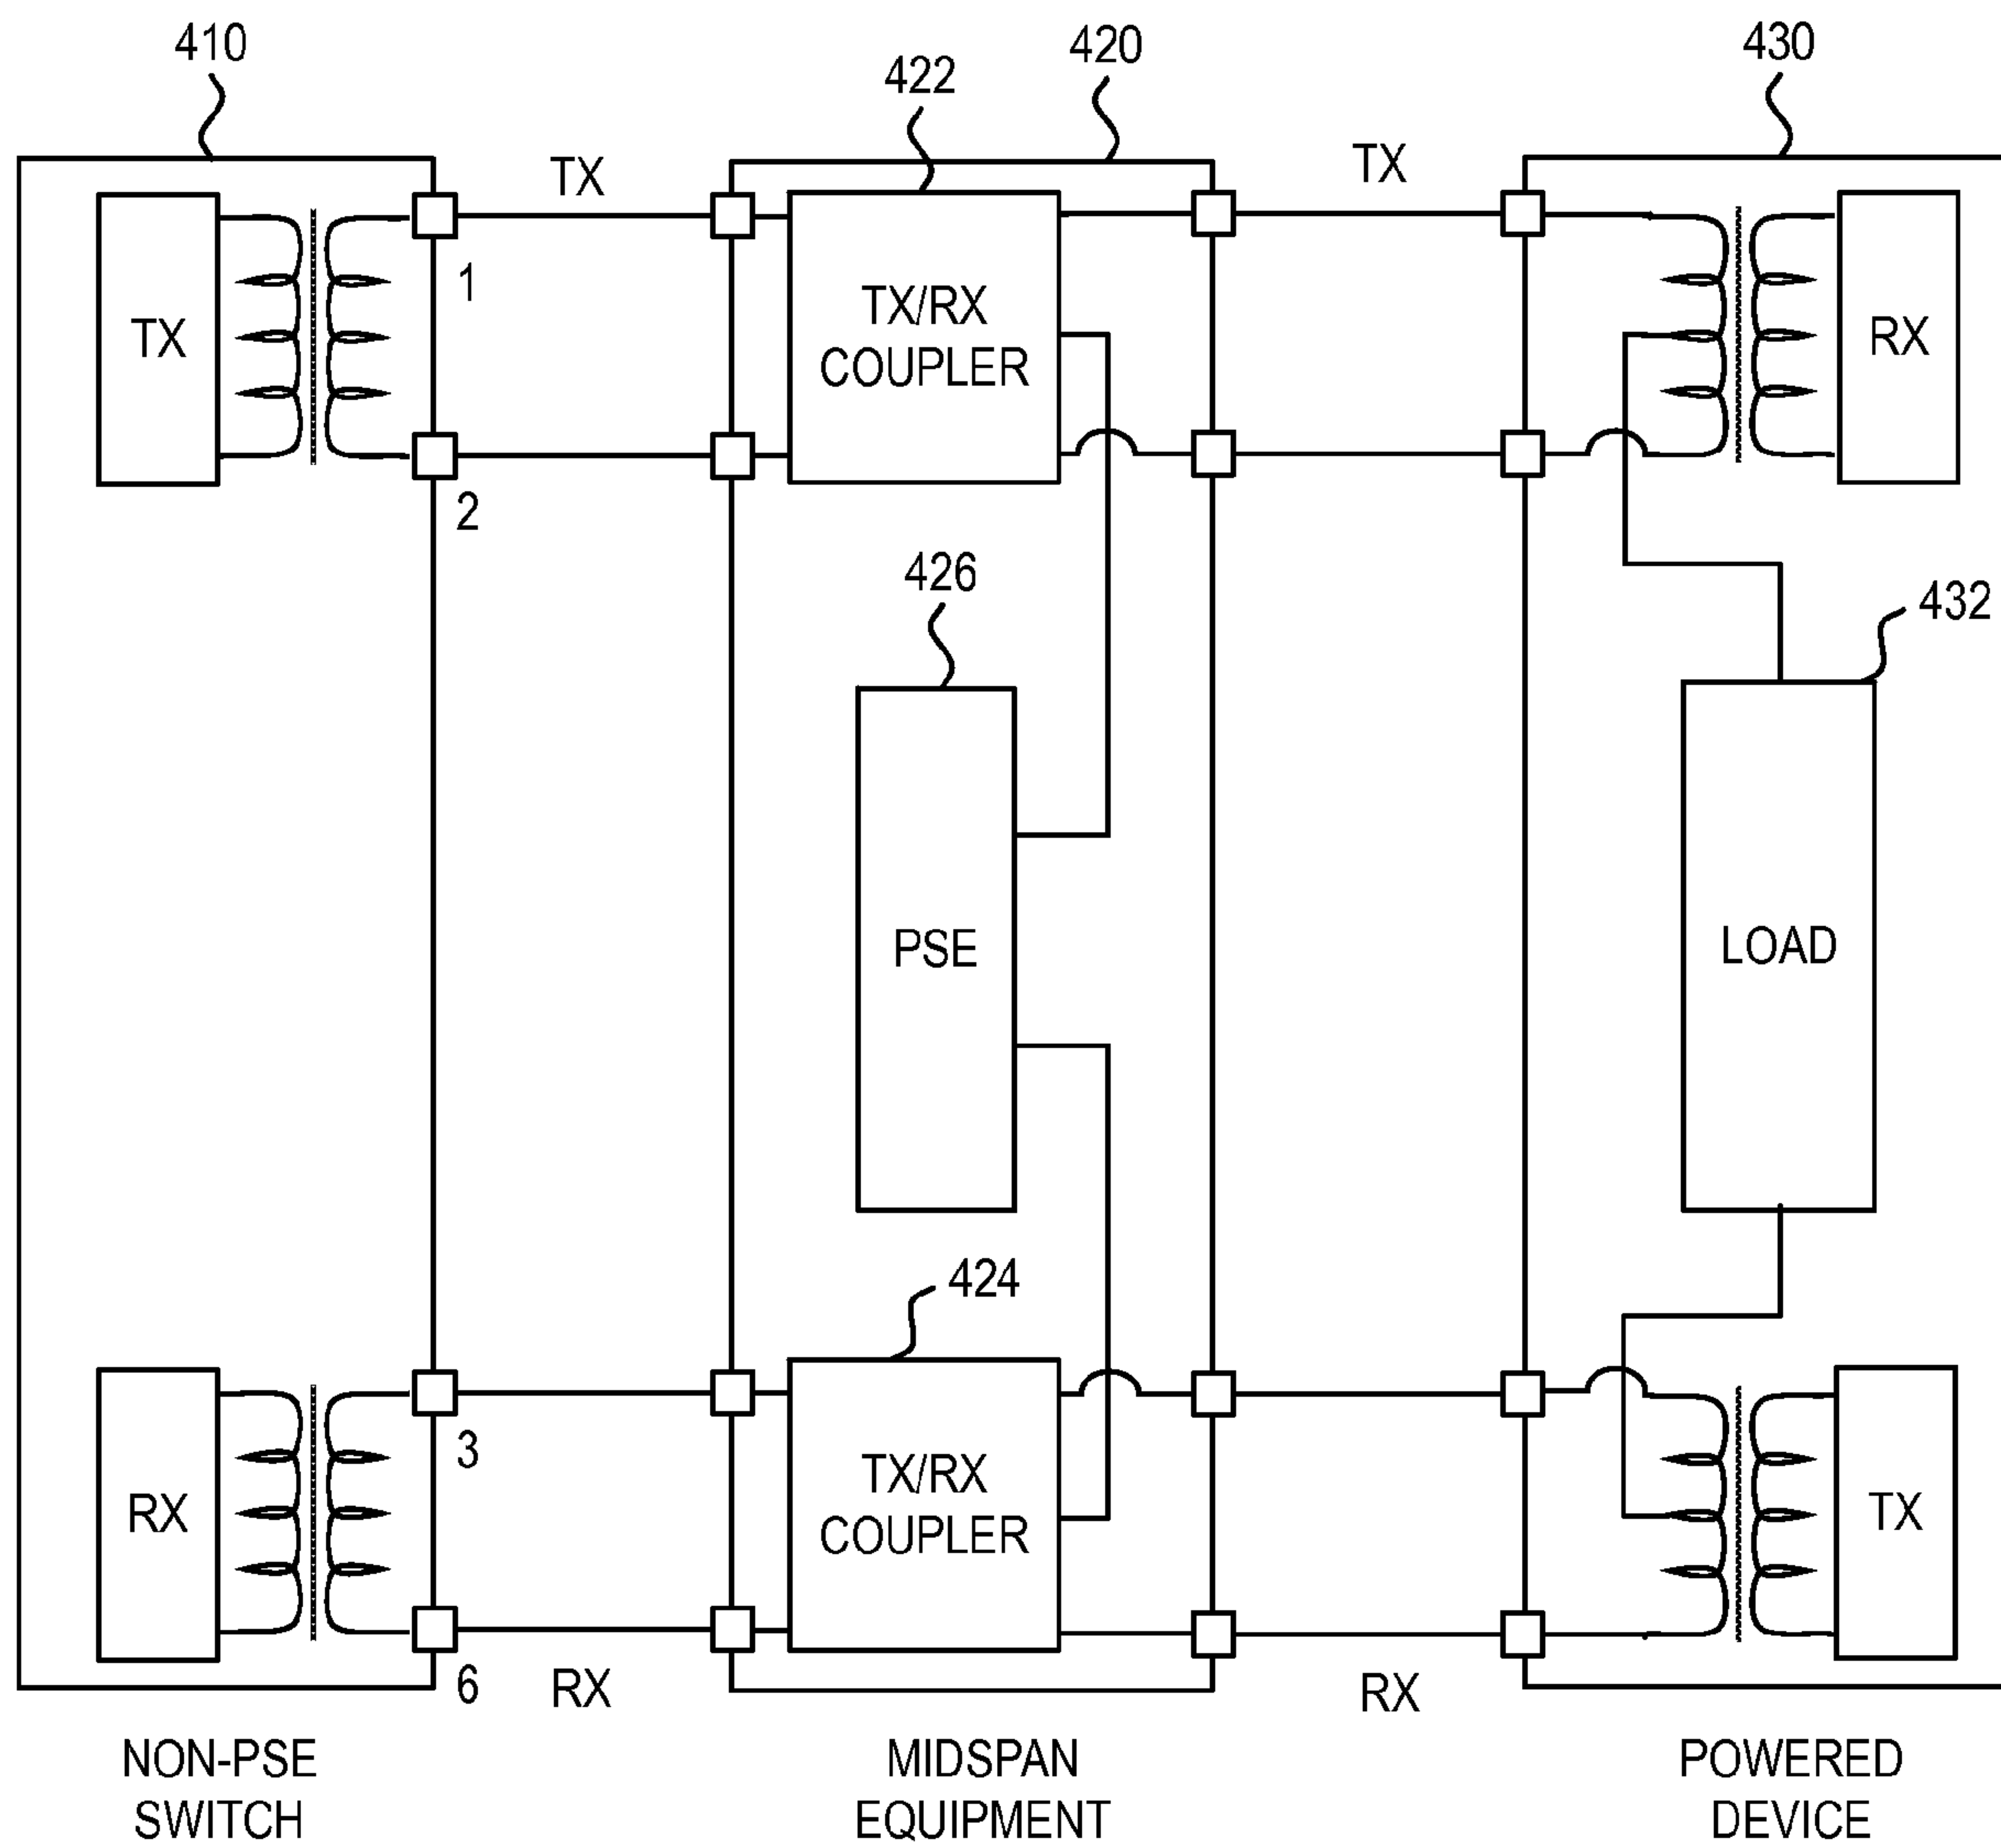 410
422
420
430
TX
TX
TX
1
TX/RX
COUPLER
RX
2
426
432
PSE
LOAD
424
3
RX
TX/RX
COUPLER
TX
6
RX
RX
NON-PSE
SWITCH
MIDSPAN
EQUIPMENT
POWERED
DEVICE